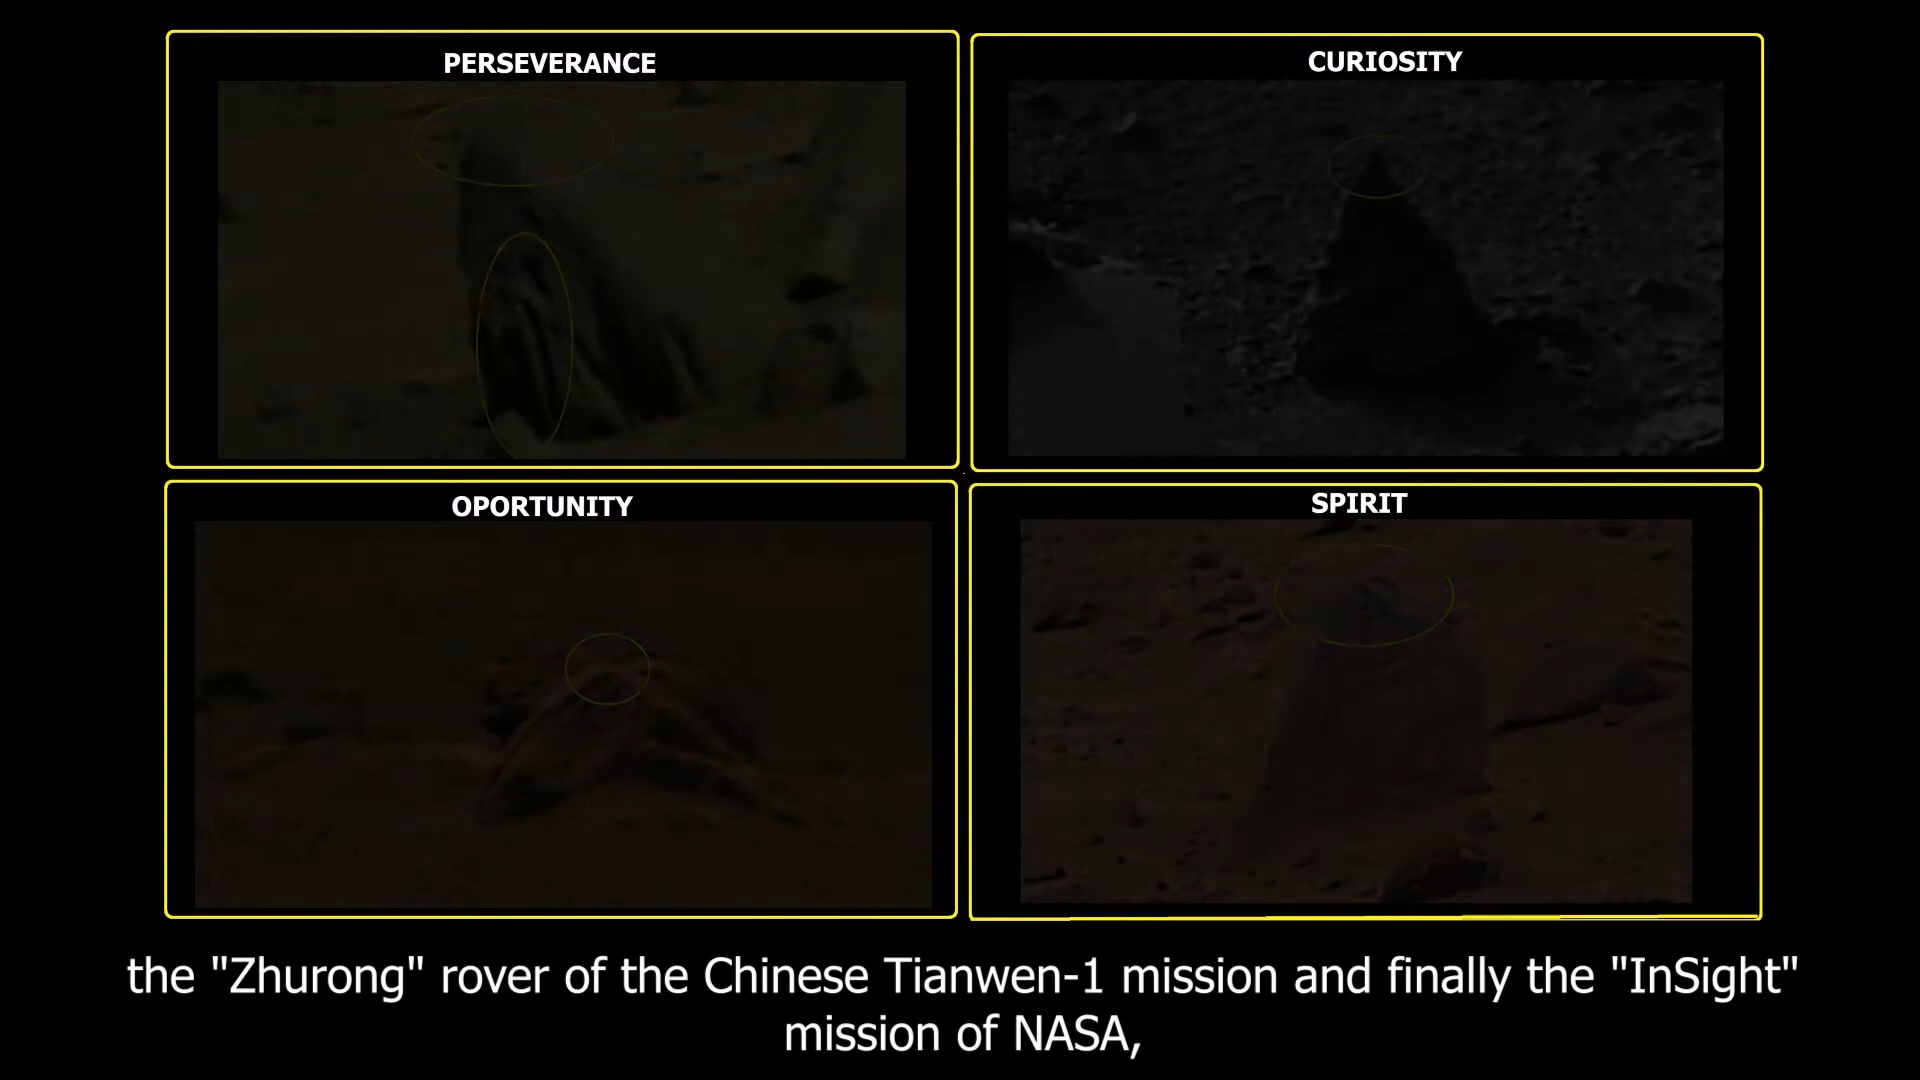 PERSEVERANCE
CURIOSITY
OPORTUNITY
SPIRIT
the "Zhurong" rover of the Chinese Tianwen-1 mission and finally the "InSight"
mission of NASA,